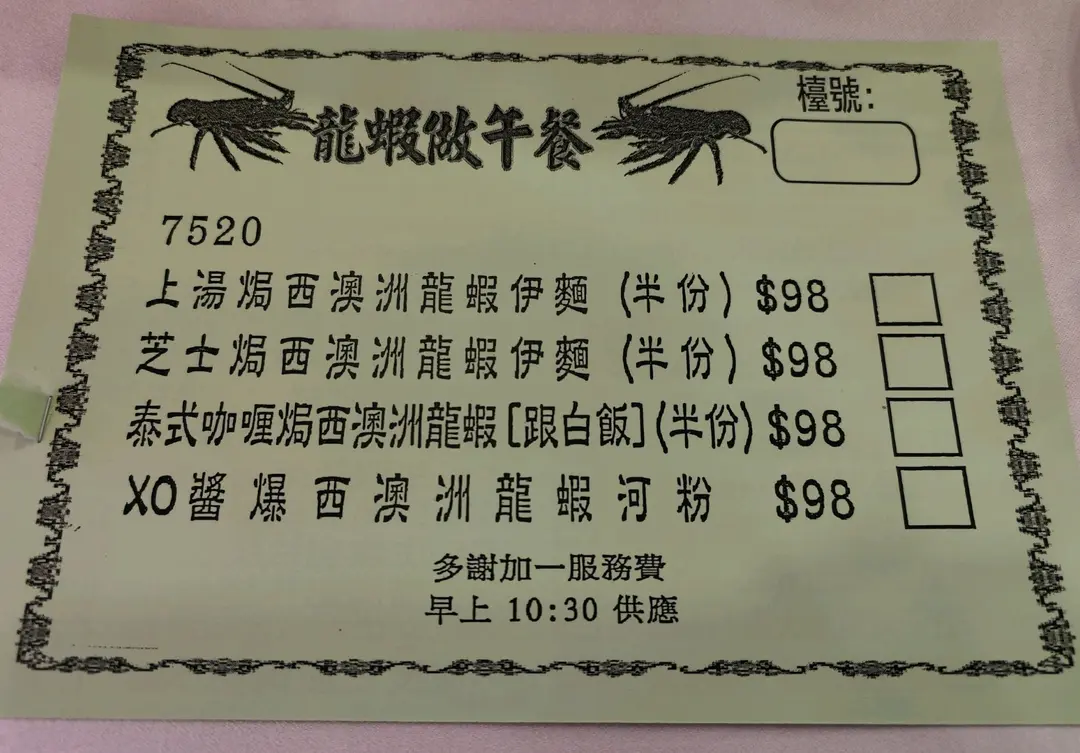 龍蝦做午餐
檯號:
7520
上湯焗西澳洲龍蝦伊麵 (半份) $98
芝士焗西澳洲龍蝦伊麵 (半份) $98
泰式咖喱焗西澳洲龍蝦[跟白飯](半份) $98
XO醬爆西澳洲龍蝦河粉 $98
多謝加一服務費
早上 10:30 供應